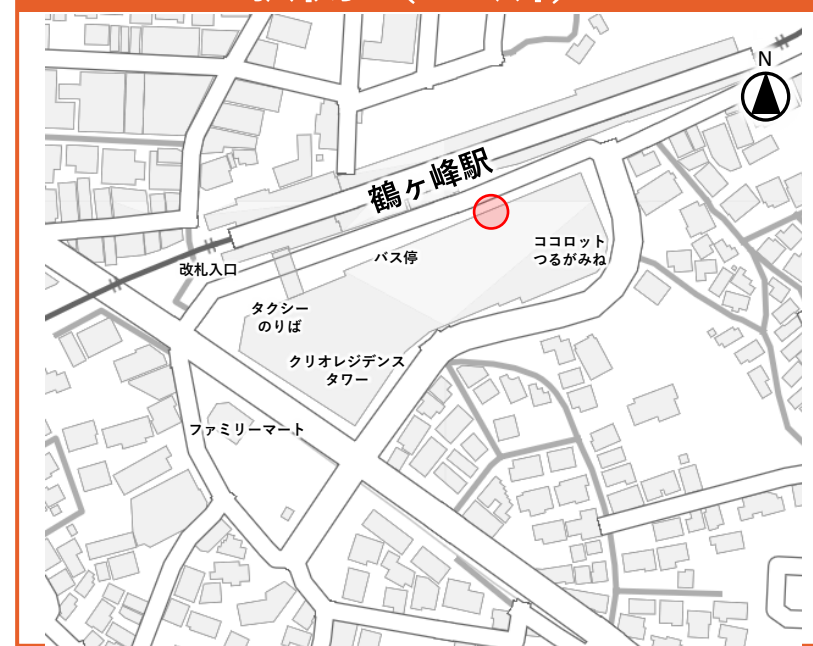 N
鶴ヶ峰駅
ココロット
つるがみね
バス停
改札入口
タクシー
のりば
クリオレジデンス
タワー
ファミリーマート